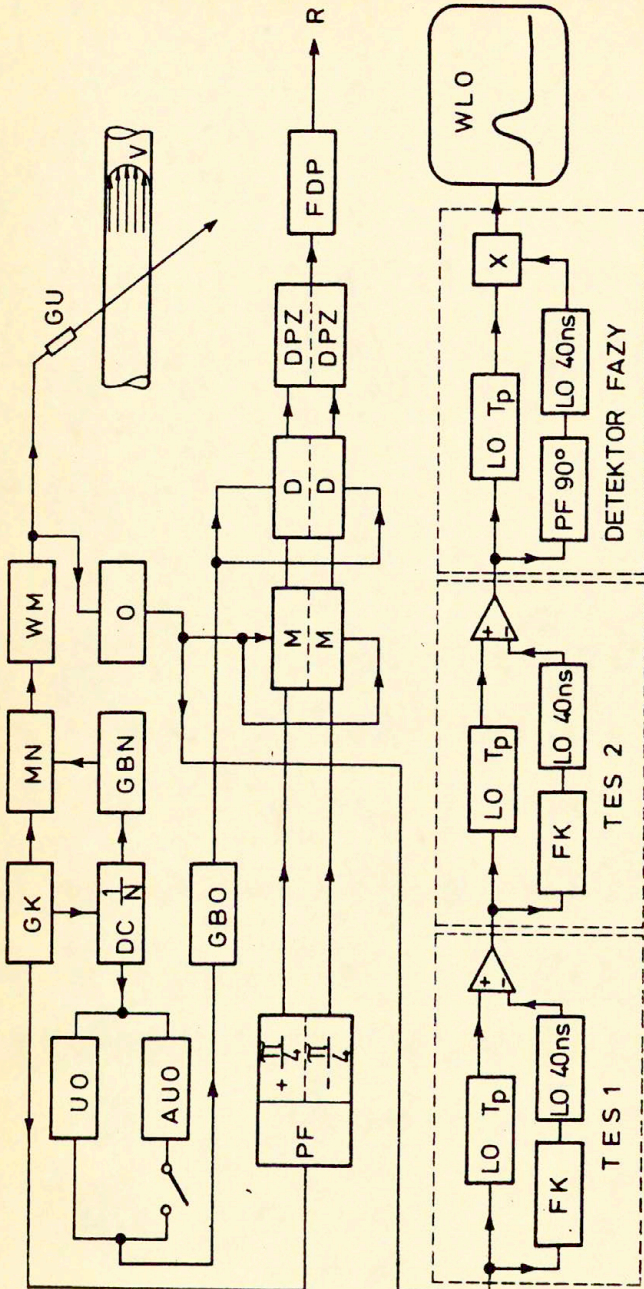 GK
MN
WM
GU
V
UO
DC 1/N
GBN
O
AUO
GBO
PF
+ π/4
- π/4
M
M
D
D
DPZ
DPZ
FDP
R
LO Tp
+
-
FK
LO 40ns
TES 1
LO Tp
+
-
FK
LO 40ns
TES 2
LO Tp
X
PF 90°
LO 40ns
DETEKTOR FAZY
WLO